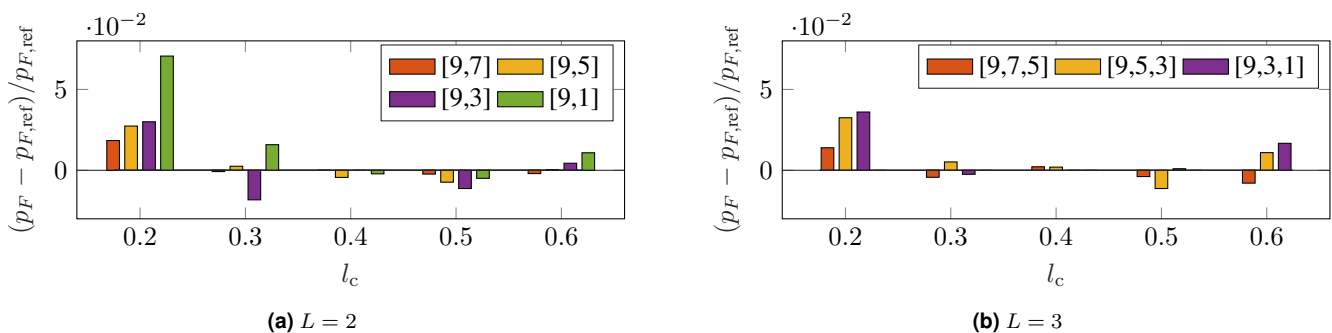 ·10⁻²
5
0
(p_F − p_F,ref)/p_F,ref
[9,7] [9,5]
[9,3] [9,1]
0.2 0.3 0.4 0.5 0.6
l_c
(a) L = 2
·10⁻²
5
0
(p_F − p_F,ref)/p_F,ref
[9,7,5] [9,5,3] [9,3,1]
0.2 0.3 0.4 0.5 0.6
l_c
(b) L = 3